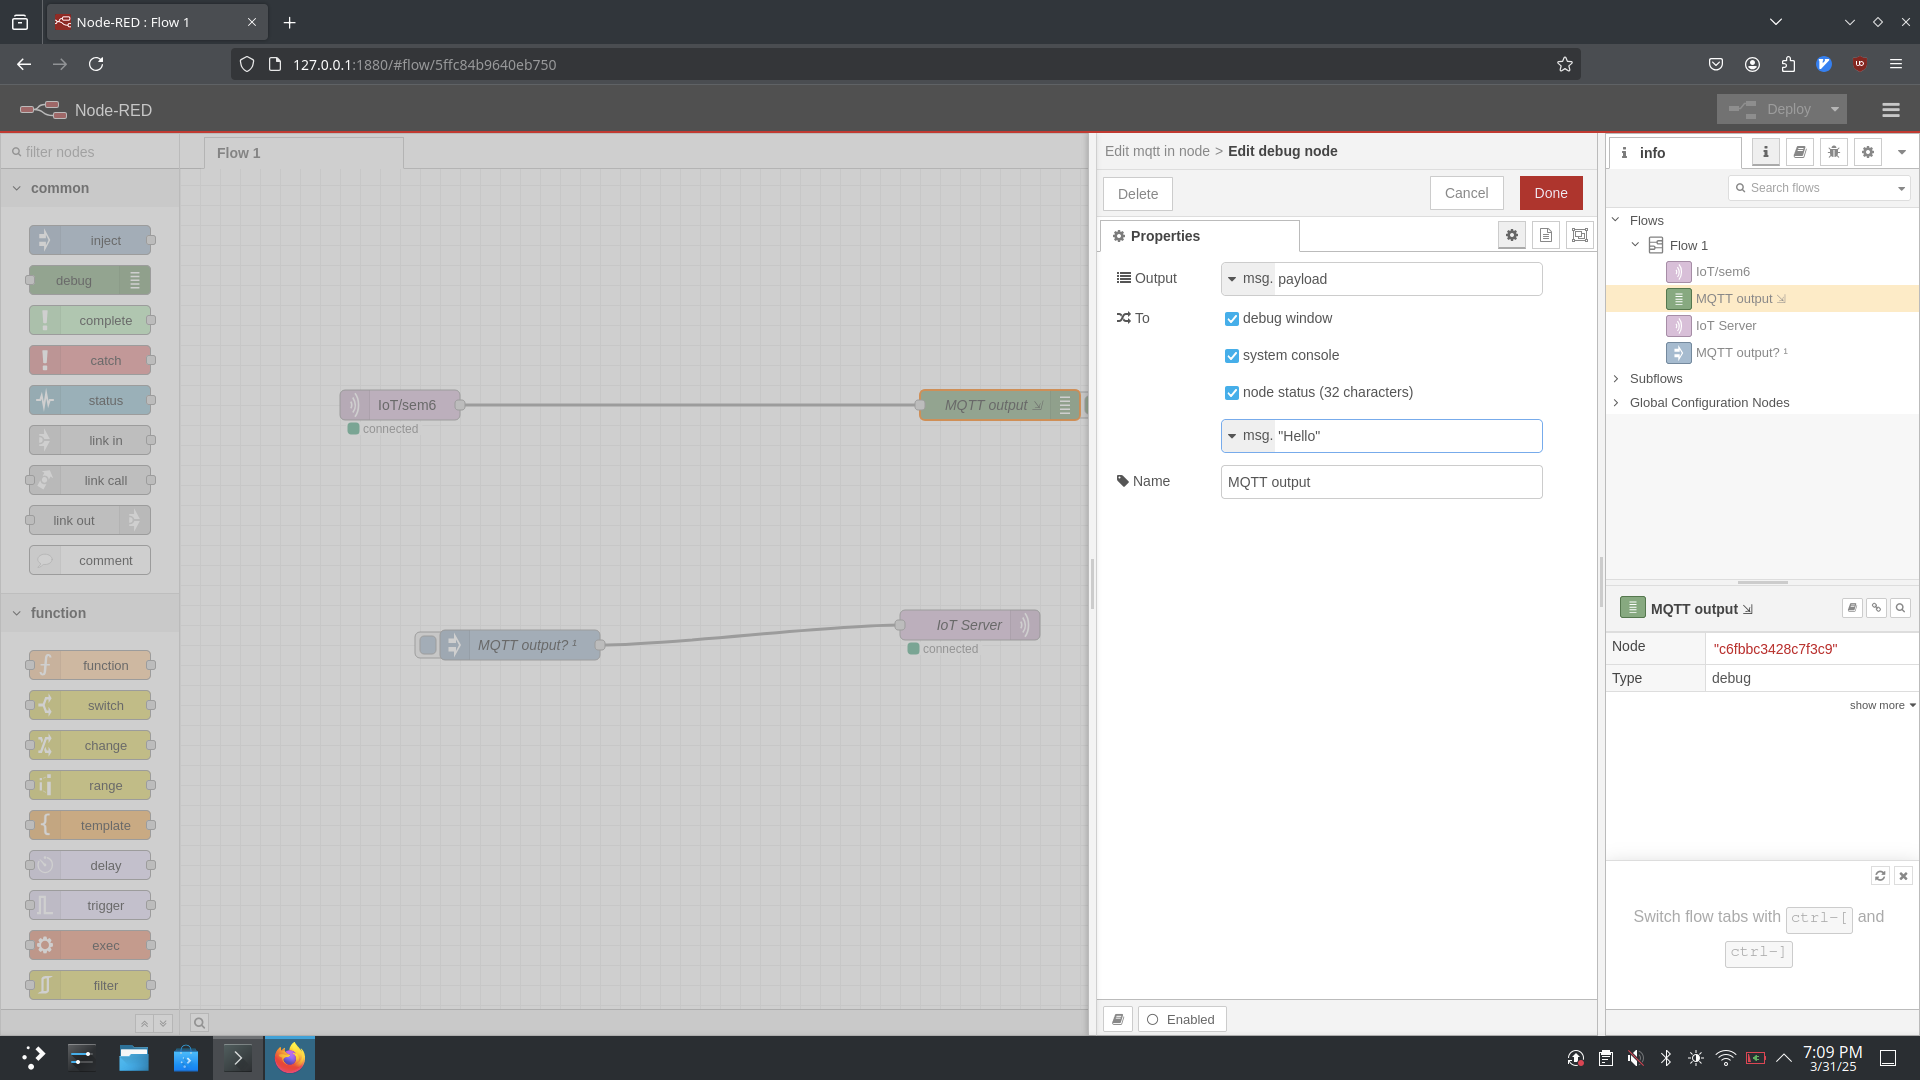 Node-RED : Flow 1
127.0.0.1:1880/#flow/5ffc84b9640eb750
Node-RED
Deploy
filter nodes
common
inject
debug
complete
catch
status
link in
link call
link out
comment
function
function
switch
change
range
template
delay
trigger
exec
filter
Flow 1
IoT/sem6
connected
MQTT output
MQTT output? ¹
IoT Server
connected
Edit mqtt in node > Edit debug node
Delete
Cancel
Done
Properties
Output
msg. payload
To
debug window
system console
node status (32 characters)
msg. "Hello"
Name
MQTT output
Enabled
info
Search flows
Flows
Flow 1
IoT/sem6
MQTT output
IoT Server
MQTT output? ¹
Subflows
Global Configuration Nodes
MQTT output
Node "c6fbbc3428c7f3c9"
Type debug
show more
Switch flow tabs with ctrl-[ and
ctrl-]
7:09 PM
3/31/25